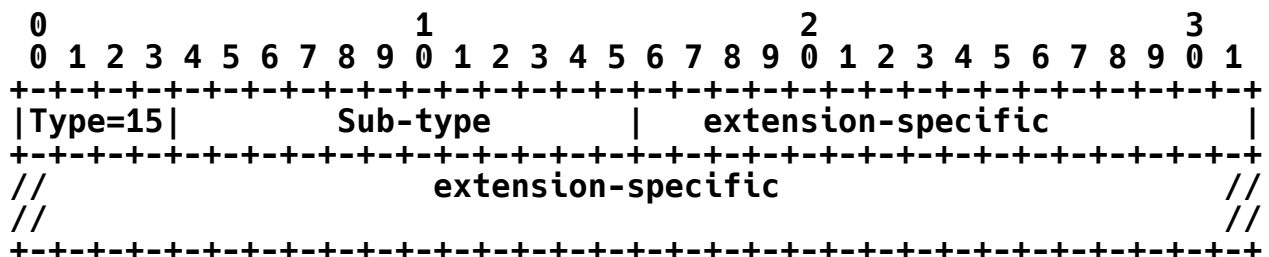 0                   1                   2                   3
 0 1 2 3 4 5 6 7 8 9 0 1 2 3 4 5 6 7 8 9 0 1 2 3 4 5 6 7 8 9 0 1
+-+-+-+-+-+-+-+-+-+-+-+-+-+-+-+-+-+-+-+-+-+-+-+-+-+-+-+-+-+-+-+-+
|Type=15|        Sub-type       |   extension-specific          |
+-+-+-+-+-+-+-+-+-+-+-+-+-+-+-+-+-+-+-+-+-+-+-+-+-+-+-+-+-+-+-+-+
//                    extension-specific                       //
//                                                             //
+-+-+-+-+-+-+-+-+-+-+-+-+-+-+-+-+-+-+-+-+-+-+-+-+-+-+-+-+-+-+-+-+